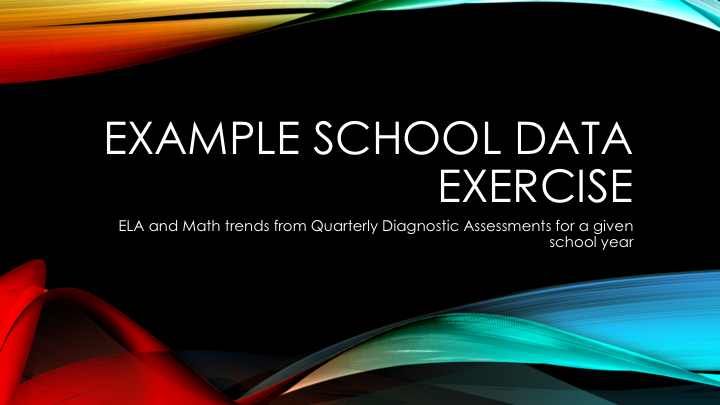 EXAMPLE SCHOOL DATA
EXERCISE
ELA and Math trends from Quarterly Diagnostic Assessments for a given
school year